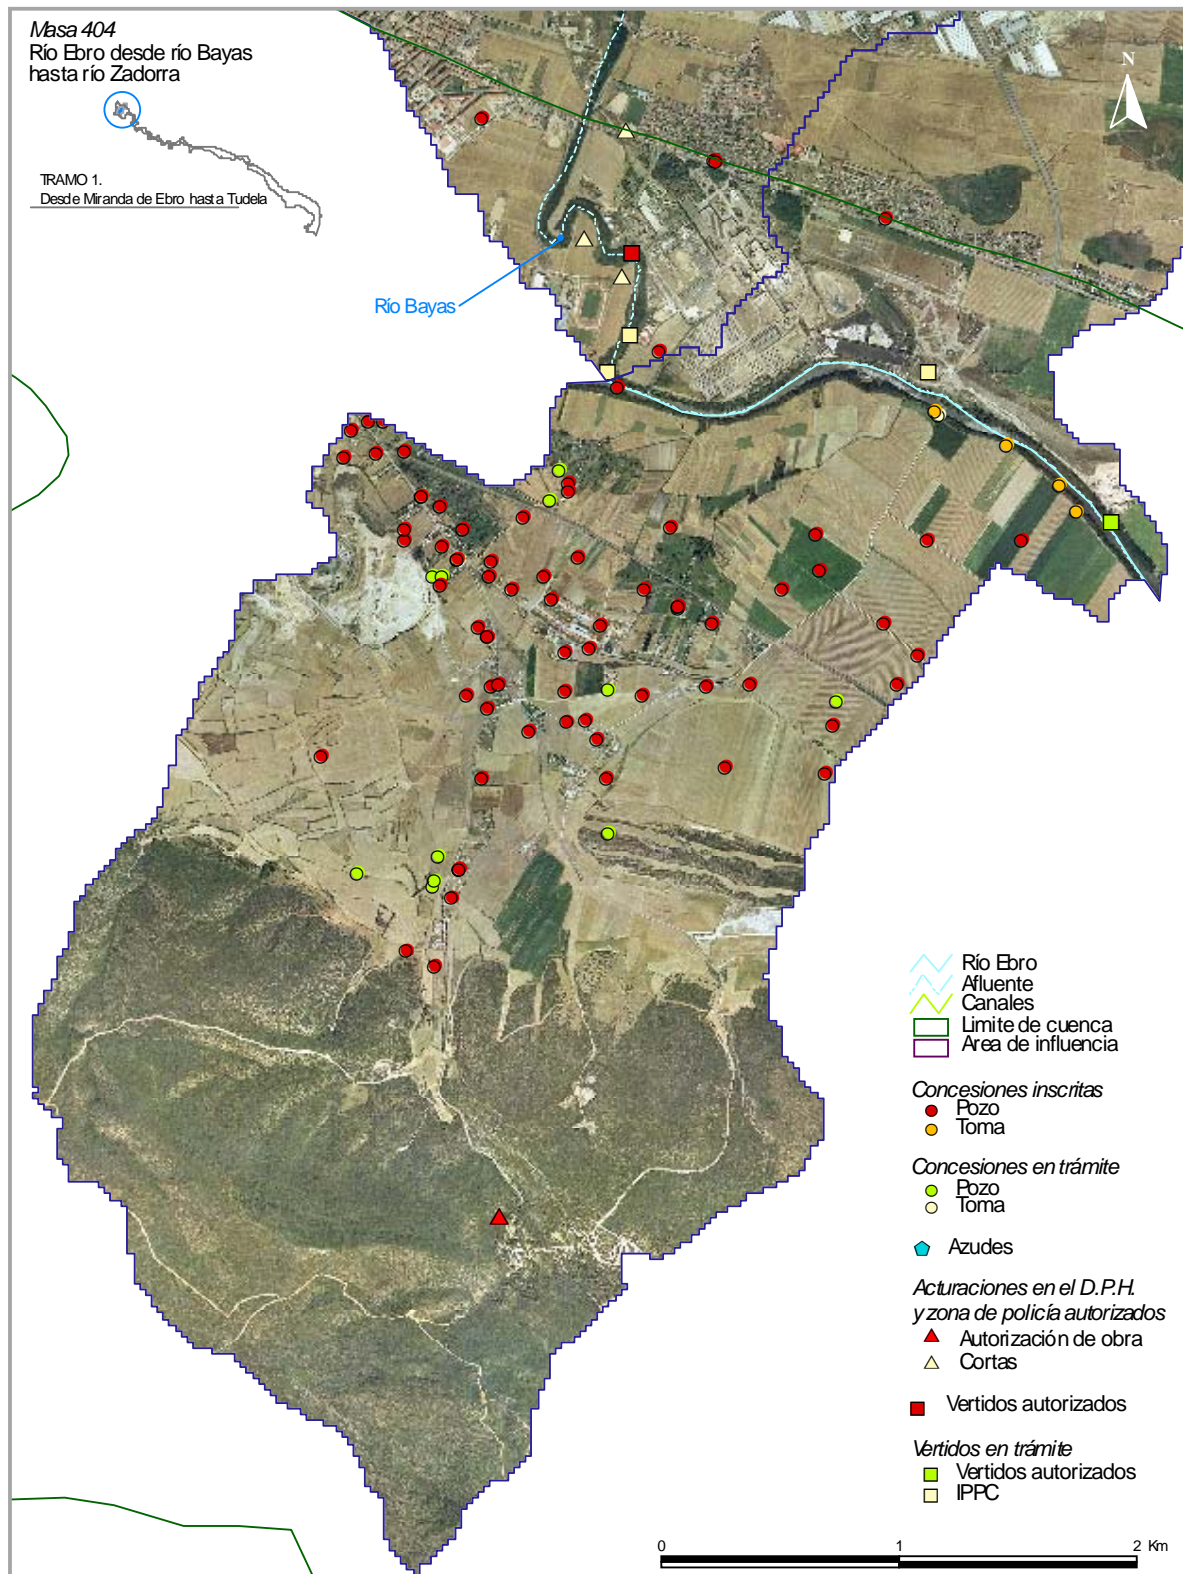 Masa 404
Río Ebro desde río Bayas
hasta río Zadorra
TRAMO 1.
Desde Miranda de Ebro hasta Tudela
N
Río Bayas
Río Ebro
Afluente
Canales
Limite de cuenca
Area de influencia
Concesiones inscritas
Pozo
Toma
Concesiones en trámite
Pozo
Toma
Azudes
Acturaciones en el D.P.H.
y zona de policía autorizados
Autorización de obra
Cortas
Vertidos autorizados
Vertidos en trámite
Vertidos autorizados
IPPC
0 1 2 Km